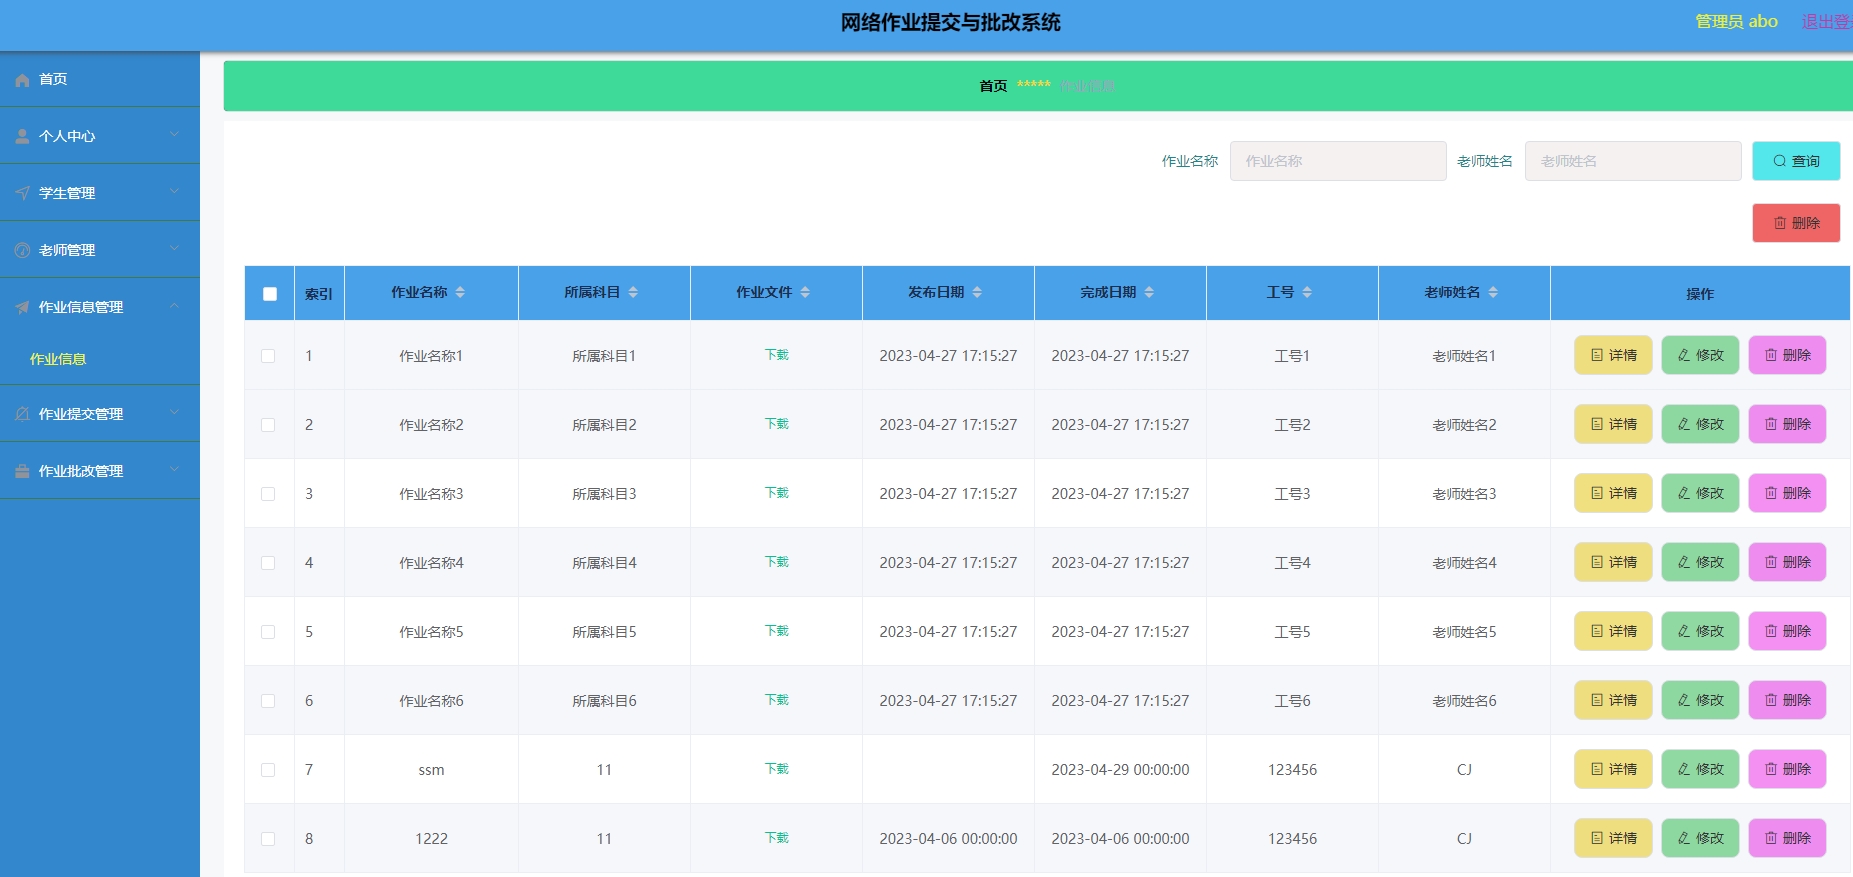 网络作业提交与批改系统
管理员 abo 退出登
首页
个人中心
学生管理
老师管理
作业信息管理
作业信息
作业提交管理
作业批改管理
首页 ***** 作业信息
作业名称 作业名称 老师姓名 老师姓名 查询
删除
索引 作业名称 所属科目 作业文件 发布日期 完成日期 工号 老师姓名 操作
1 作业名称1 所属科目1 下载 2023-04-27 17:15:27 2023-04-27 17:15:27 工号1 老师姓名1 详情 修改 删除
2 作业名称2 所属科目2 下载 2023-04-27 17:15:27 2023-04-27 17:15:27 工号2 老师姓名2 详情 修改 删除
3 作业名称3 所属科目3 下载 2023-04-27 17:15:27 2023-04-27 17:15:27 工号3 老师姓名3 详情 修改 删除
4 作业名称4 所属科目4 下载 2023-04-27 17:15:27 2023-04-27 17:15:27 工号4 老师姓名4 详情 修改 删除
5 作业名称5 所属科目5 下载 2023-04-27 17:15:27 2023-04-27 17:15:27 工号5 老师姓名5 详情 修改 删除
6 作业名称6 所属科目6 下载 2023-04-27 17:15:27 2023-04-27 17:15:27 工号6 老师姓名6 详情 修改 删除
7 ssm 11 下载 2023-04-29 00:00:00 123456 CJ 详情 修改 删除
8 1222 11 下载 2023-04-06 00:00:00 2023-04-06 00:00:00 123456 CJ 详情 修改 删除